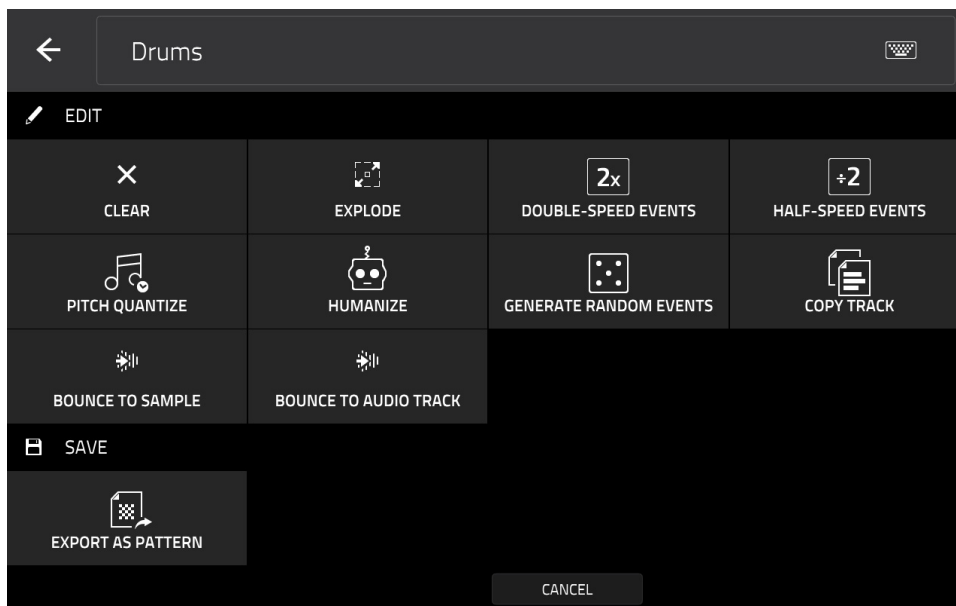 Drums
EDIT
CLEAR
EXPLODE
2x
DOUBLE-SPEED EVENTS
÷2
HALF-SPEED EVENTS
PITCH QUANTIZE
HUMANIZE
GENERATE RANDOM EVENTS
COPY TRACK
BOUNCE TO SAMPLE
BOUNCE TO AUDIO TRACK
SAVE
EXPORT AS PATTERN
CANCEL